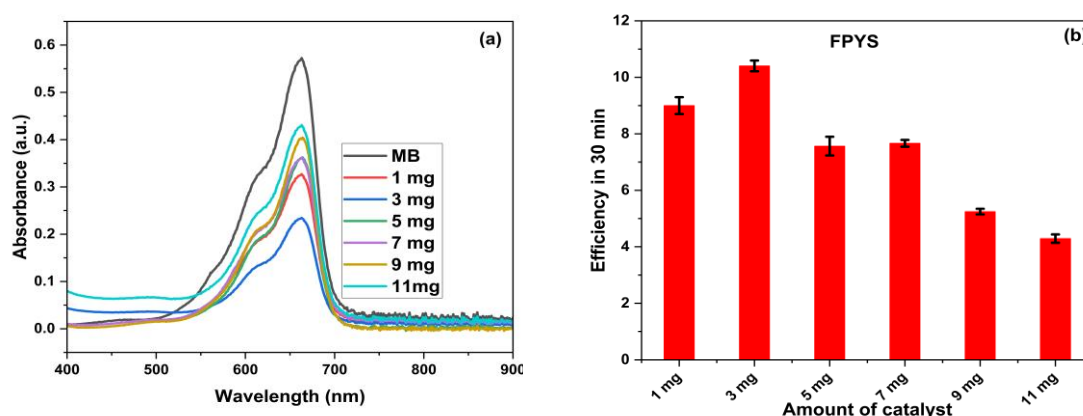 (a)
0.6
0.5
0.4
0.3
0.2
0.1
0.0
Absorbance (a.u.)
MB
1 mg
3 mg
5 mg
7 mg
9 mg
11mg
400 500 600 700 800 900
Wavelength (nm)
(b)
FPYS
12
10
8
6
4
2
0
Efficiency in 30 min
1 mg 3 mg 5 mg 7 mg 9 mg 11 mg
Amount of catalyst